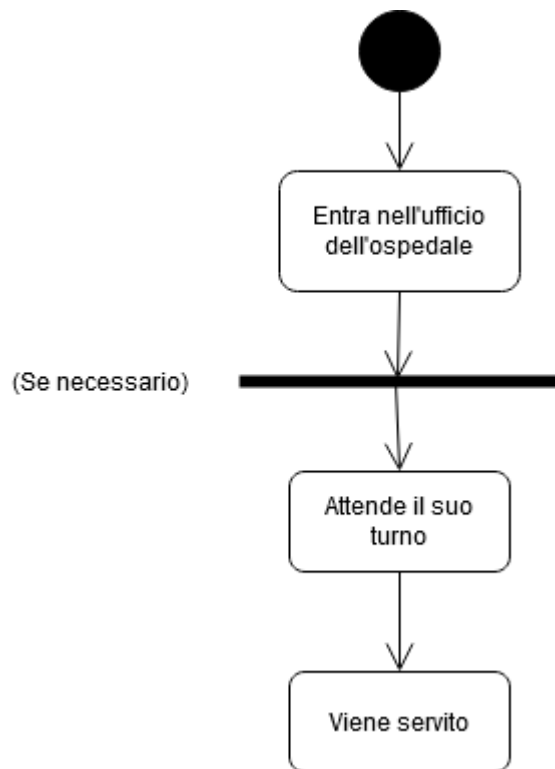 Entra nell'ufficio
dell'ospedale
(Se necessario)
Attende il suo
turno
Viene servito